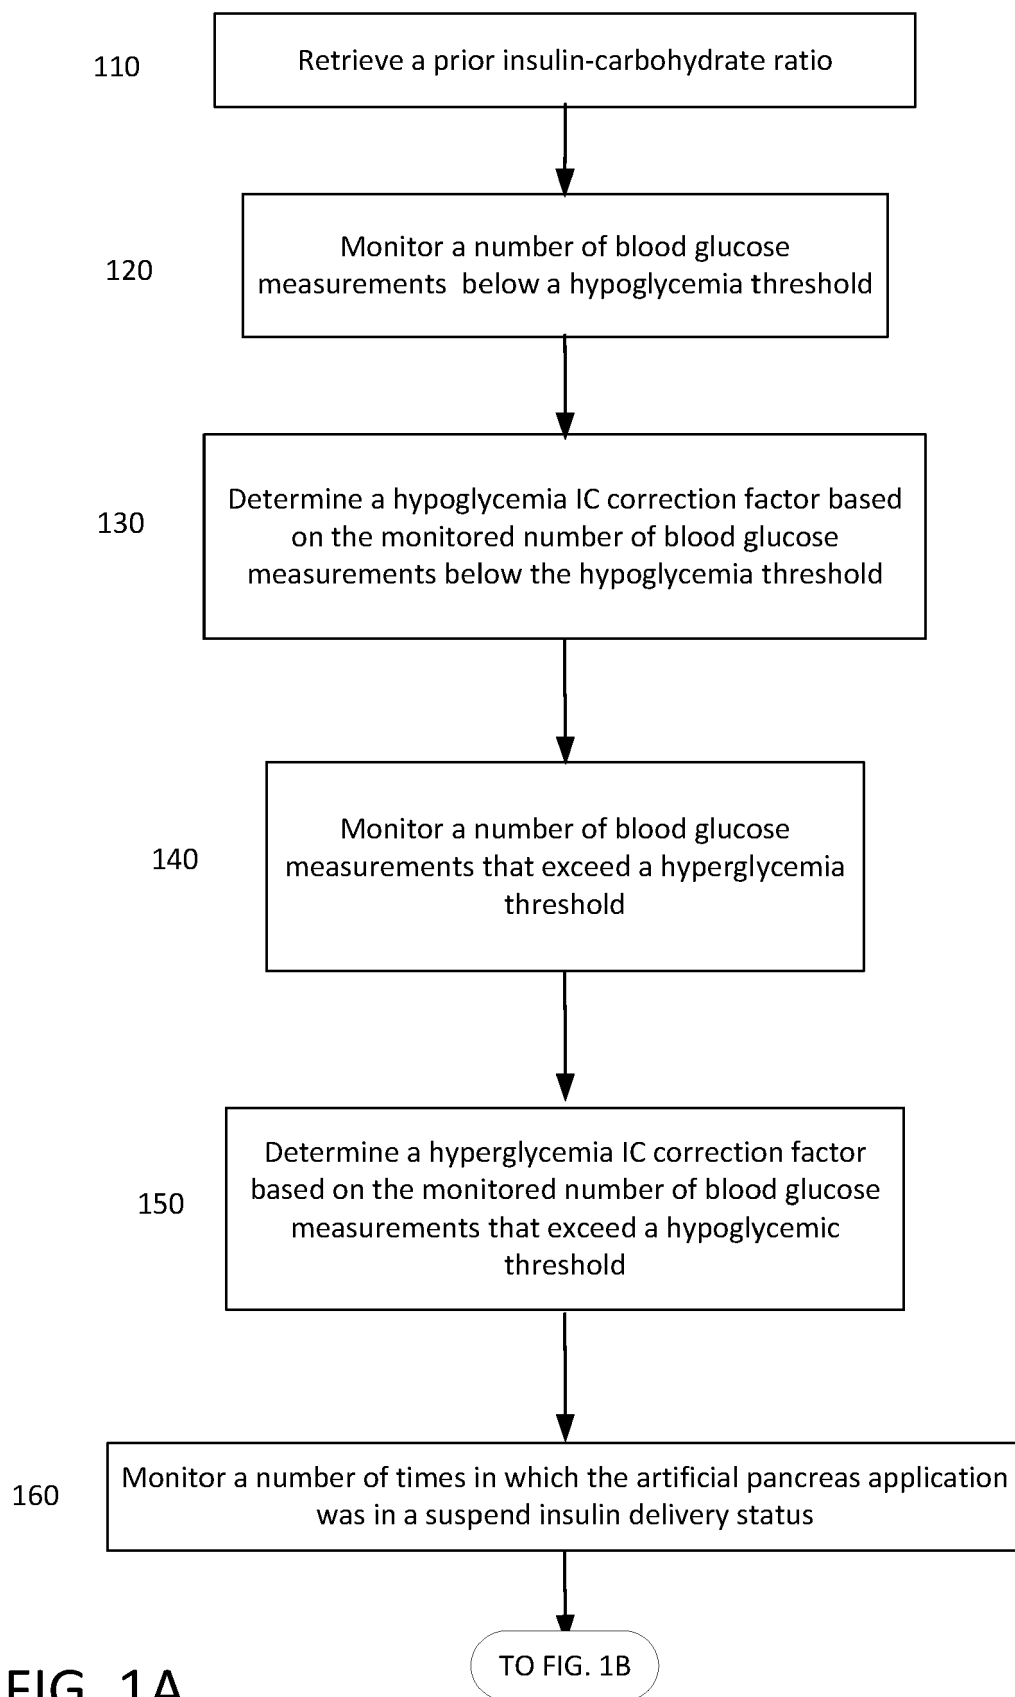 110
Retrieve a prior insulin-carbohydrate ratio
120
Monitor a number of blood glucose
measurements below a hypoglycemia threshold
130
Determine a hypoglycemia IC correction factor based
on the monitored number of blood glucose
measurements below the hypoglycemia threshold
140
Monitor a number of blood glucose
measurements that exceed a hyperglycemia
threshold
150
Determine a hyperglycemia IC correction factor
based on the monitored number of blood glucose
measurements that exceed a hypoglycemic
threshold
160
Monitor a number of times in which the artificial pancreas application
was in a suspend insulin delivery status
TO FIG. 1B
FIG. 1A